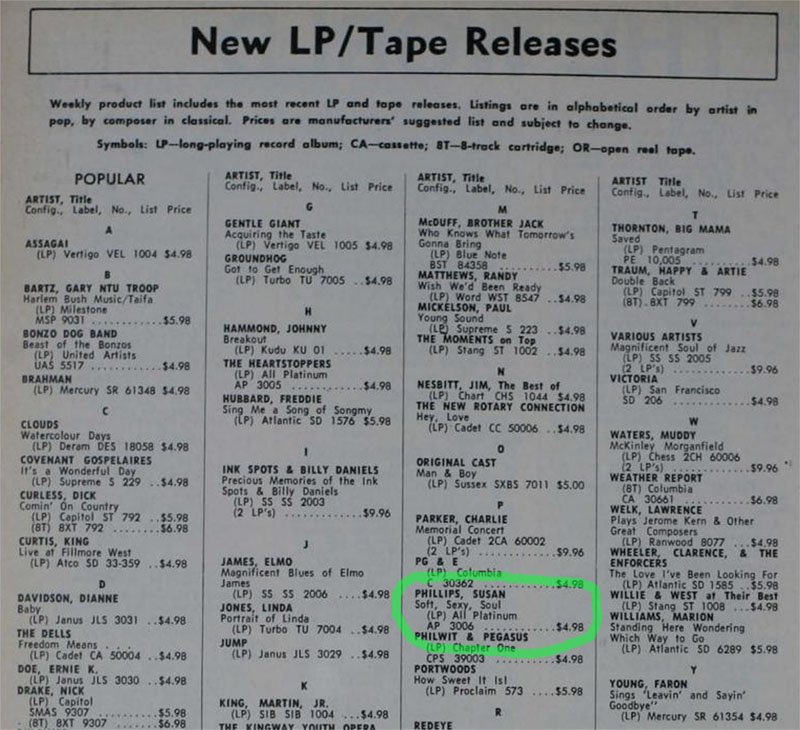 New LP/Tape Releases
Weekly product list includes the most recent LP and tape releases. Listings are in alphabetical order by artist in
pop, by composer in classical. Prices are manufacturers' suggested list and subject to change.
Symbols: LP—long-playing record album; CA—cassette; 8T—8-track cartridge; OR—open reel tape.
POPULAR
ARTIST, Title
Config., Label, No., List Price
A
ASSAGAI
(LP) Vertigo VEL 1004 $4.98
B
BARTZ, GARY NTU TROOP
Harlem Bush Music/Taifa
(LP) Milestone
MSP 9031 ............$5.98
BONZO DOG BAND
Beast of the Bonzos
(LP) United Artists
UAS 5517 ............$4.98
BRAHMAN
(LP) Mercury SR 61348 $4.98
C
CLOUDS
Watercolour Days
(LP) Deram DES 18058 $4.98
COVENANT GOSPELAIRES
It's a Wonderful Day
(LP) Supreme S 229 ..$4.98
CURLESS, DICK
Comin' On Country
(LP) Capitol ST 792 ..$5.98
(8T) 8XT 792 ........$6.98
CURTIS, KING
Live at Fillmore West
(LP) Atco SD 33-359 ..$4.98
D
DAVIDSON, DIANNE
Baby
(LP) Janus JLS 3031 ..$4.98
THE DELLS
Freedom Means . . .
(LP) Cadet CA 50004 ..$4.98
DOE, ERNIE K.
(LP) Janus JLS 3030 ..$4.98
DRAKE, NICK
(LP) Capitol
SMAS 9307 ..........$5.98
(8T) 8XT 9307 ......$6.98
ARTIST, Title
Config., Label, No., List Price
G
GENTLE GIANT
Acquiring the Taste
(LP) Vertigo VEL 1005 $4.98
GROUNDHOG
Got to Get Enough
(LP) Turbo TU 7005 ..$4.98
H
HAMMOND, JOHNNY
Breakout
(LP) Kudu KU 01 .....$4.98
THE HEARTSTOPPERS
(LP) All Platinum
AP 3005 .............$4.98
HUBBARD, FREDDIE
Sing Me a Song of Songmy
(LP) Atlantic SD 1576 $5.98
I
INK SPOTS & BILLY DANIELS
Precious Memories of the Ink
Spots & Billy Daniels
(LP) SS SS 2003
(2 LP's) ............$9.96
J
JAMES, ELMO
Magnificent Blues of Elmo
James
(LP) SS SS 2006 .....$4.98
JONES, LINDA
Portrait of Linda
(LP) Turbo TU 7004 ..$4.98
JUMP
(LP) Janus JLS 3029 ..$4.98
K
KING, MARTIN, JR.
(LP) SIB SIB 1004 ...$4.98
THE KINGWAY YOUTH OPERA
ARTIST, Title
Config., Label, No., List Price
M
McDUFF, BROTHER JACK
Who Knows What Tomorrow's
Gonna Bring
(LP) Blue Note
BST 84358 ...........$5.98
MATTHEWS, RANDY
Wish We'd Been Ready
(LP) Word WST 8547 ..$4.98
MICKELSON, PAUL
Young Sound
(LP) Supreme S 223 ..$4.98
THE MOMENTS on Top
(LP) Stang ST 1002 ..$4.98
N
NESBITT, JIM, The Best of
(LP) Chart CHS 1044 $4.98
THE NEW ROTARY CONNECTION
Hey, Love
(LP) Cadet CC 50006 ..$4.98
O
ORIGINAL CAST
Man & Boy
(LP) Sussex SXBS 7011 $5.00
P
PARKER, CHARLIE
Memorial Concert
(LP) Cadet 2CA 60002
(2 LP's) ............$9.96
PG & E
(LP) Columbia
C 30362 .............$4.98
PHILLIPS, SUSAN
Soft, Sexy, Soul
(LP) All Platinum
AP 3006 .............$4.98
PHILWIT & PEGASUS
(LP) Chapter One
CPS 39003 ...........$4.98
PORTWOODS
How Sweet It Is!
(LP) Proclaim 573 ....$5.98
R
REDEYE
ARTIST Title
Config., Label, No., List Price
T
THORNTON, BIG MAMA
Saved
(LP) Pentagram
PE 10,005 ............$4.98
TRAUM, HAPPY & ARTIE
Double Back
(LP) Capitol ST 799 ..$5.98
(8T) 8XT 799 ........$6.98
V
VARIOUS ARTISTS
Magnificent Soul of Jazz
(LP) SS SS 2005
(2 LP's) ............$9.96
VICTORIA
(LP) San Francisco
SD 206 .............$4.98
W
WATERS, MUDDY
McKinley Morganfield
(LP) Chess 2CH 60006
(2 LP's) ............$9.96
WEATHER REPORT
(8T) Columbia
CA 30661 ...........$6.98
WELK, LAWRENCE
Plays Jerome Kern & Other
Great Composers
(LP) Ranwood 8077 ....$4.98
WHEELER, CLARENCE, & THE
ENFORCERS
The Love I've Been Looking For
(LP) Atlantic SD 1585 ..$5.98
WILLIE & WEST at Their Best
(LP) Stang ST 1008 ...$4.98
WILLIAMS, MARION
Standing Here Wondering
Which Way to Go
(LP) Atlantic SD 6289 $5.98
Y
YOUNG, FARON
Sings 'Leavin' and Sayin'
Goodbye"
(LP) Mercury SR 61354 $4.98